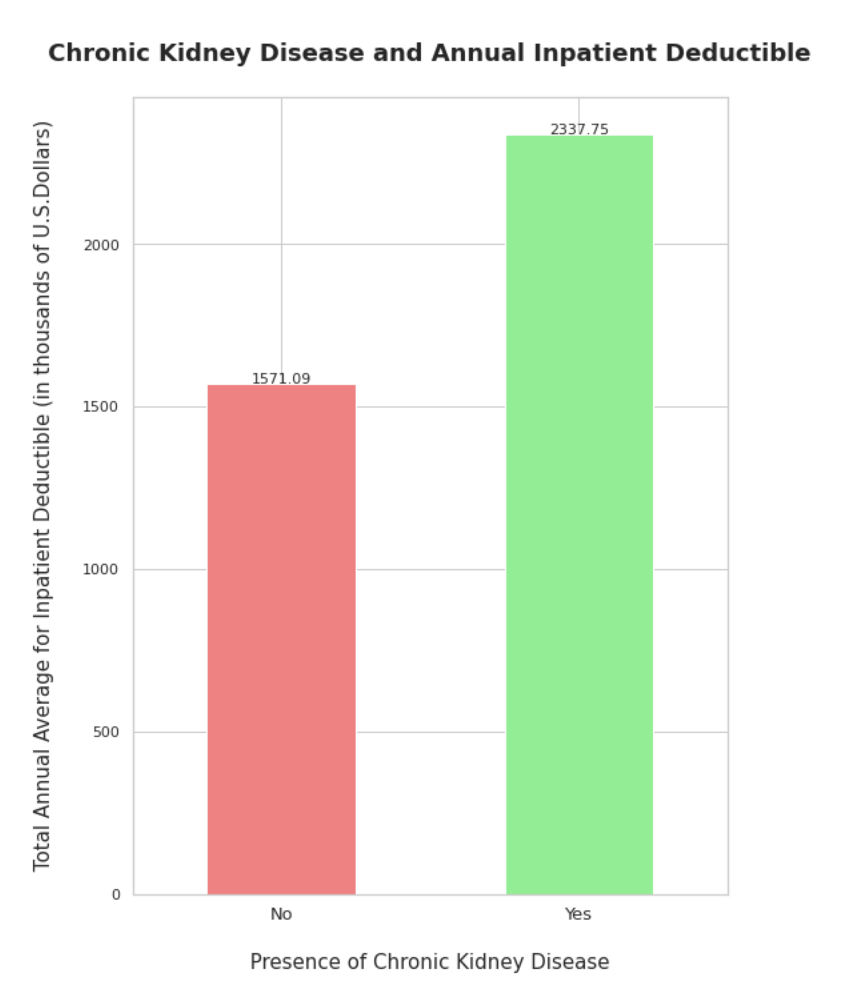 Chronic Kidney Disease and Annual Inpatient Deductible
Total Annual Average for Inpatient Deductible (in thousands of U.S.Dollars)
2337.75
2000
1571.09
1500
1000
500
0
No
Yes
Presence of Chronic Kidney Disease